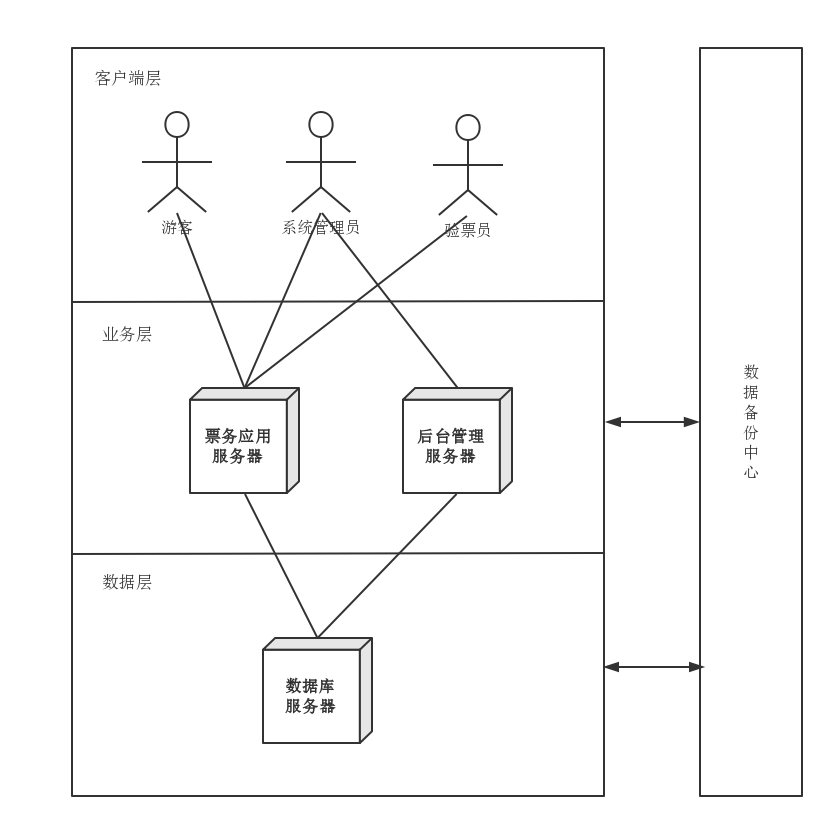 客户端层
游客
系统管理员
验票员
业务层
票务应用
服务器
后台管理
服务器
数据层
数据库
服务器
数
据
备
份
中
心